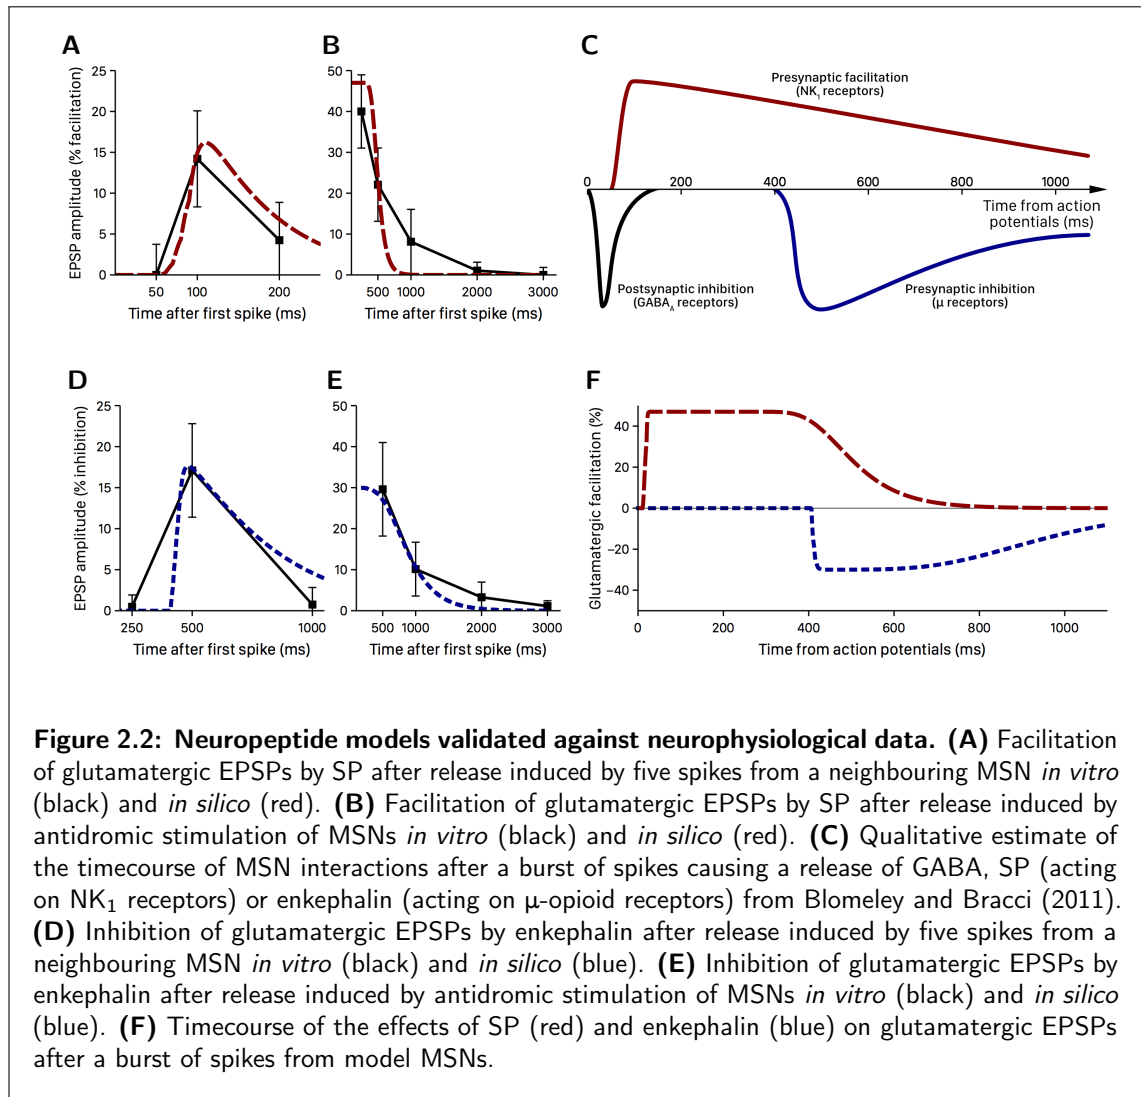 A
B
C
EPSP amplitude (% facilitation)
25
20
15
10
5
0
50 100 200
Time after first spike (ms)
50
40
30
20
10
0
500 1000 2000 3000
Time after first spike (ms)
Presynaptic facilitation
(NK1 receptors)
0 200 400 600 800 1000
Time from action
potentials (ms)
Postsynaptic inhibition
(GABAA receptors)
Presynaptic inhibition
(µ receptors)
D
E
F
EPSP amplitude (% inhibition)
25
20
15
10
5
0
250 500 1000
Time after first spike (ms)
50
40
30
20
10
0
500 1000 2000 3000
Time after first spike (ms)
Glutamatergic facilitation (%)
40
20
0
−20
−40
0 200 400 600 800 1000
Time from action potentials (ms)
Figure 2.2: Neuropeptide models validated against neurophysiological data. (A) Facilitation
of glutamatergic EPSPs by SP after release induced by five spikes from a neighbouring MSN in vitro
(black) and in silico (red). (B) Facilitation of glutamatergic EPSPs by SP after release induced by
antidromic stimulation of MSNs in vitro (black) and in silico (red). (C) Qualitative estimate of
the timecourse of MSN interactions after a burst of spikes causing a release of GABA, SP (acting
on NK1 receptors) or enkephalin (acting on µ-opioid receptors) from Blomeley and Bracci (2011).
(D) Inhibition of glutamatergic EPSPs by enkephalin after release induced by five spikes from a
neighbouring MSN in vitro (black) and in silico (blue). (E) Inhibition of glutamatergic EPSPs by
enkephalin after release induced by antidromic stimulation of MSNs in vitro (black) and in silico
(blue). (F) Timecourse of the effects of SP (red) and enkephalin (blue) on glutamatergic EPSPs
after a burst of spikes from model MSNs.